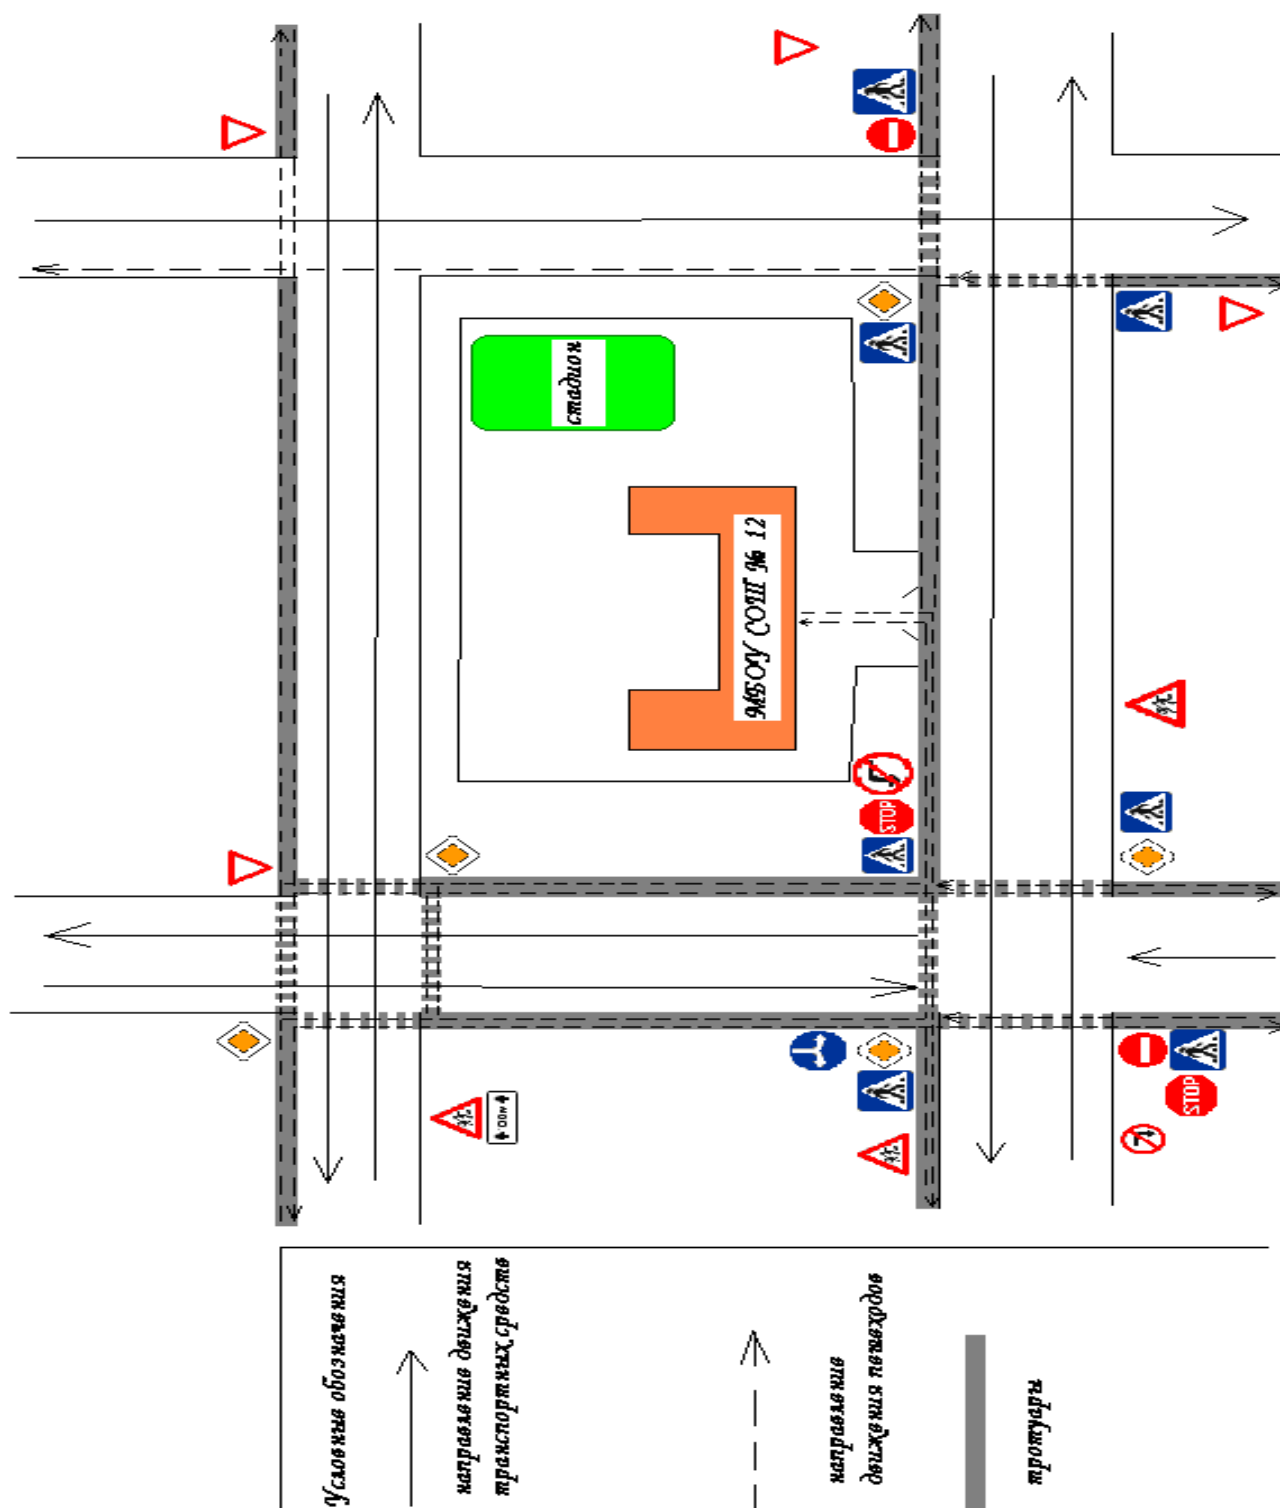 стадион
МБОУ СОШ № 12
STOP
STOP
Условные обозначения
направление движения
транспортных средств
направление
движения пешеходов
тротуары